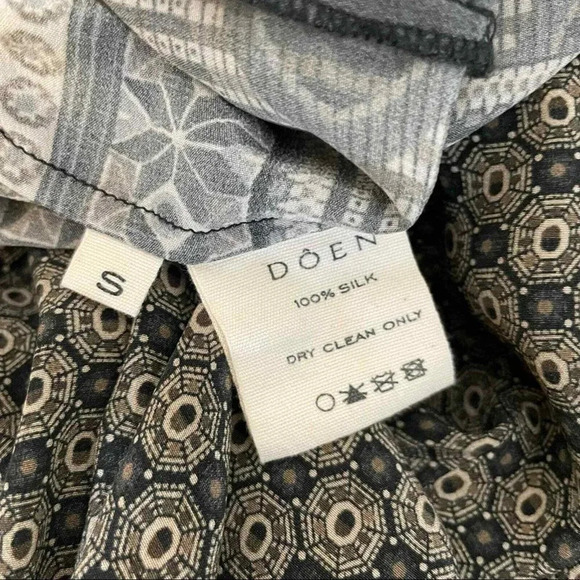 S
DÔEN
100% SILK
DRY CLEAN ONLY